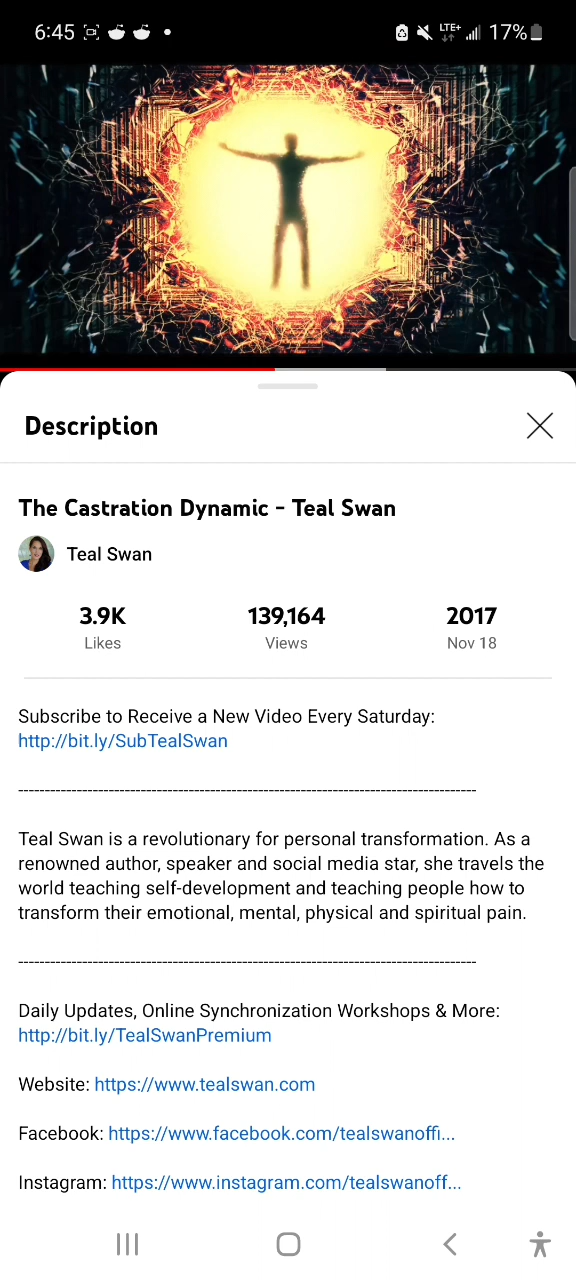 6:45
LTE+
17%
Description
The Castration Dynamic - Teal Swan
Teal Swan
3.9K 139,164 2017
Likes Views Nov 18
Subscribe to Receive a New Video Every Saturday:
http://bit.ly/SubTealSwan
--------------------------------------------------------------------------------------
Teal Swan is a revolutionary for personal transformation. As a
renowned author, speaker and social media star, she travels the
world teaching self-development and teaching people how to
transform their emotional, mental, physical and spiritual pain.
--------------------------------------------------------------------------------------
Daily Updates, Online Synchronization Workshops & More:
http://bit.ly/TealSwanPremium
Website: https://www.tealswan.com
Facebook: https://www.facebook.com/tealswanoffi...
Instagram: https://www.instagram.com/tealswanoff...